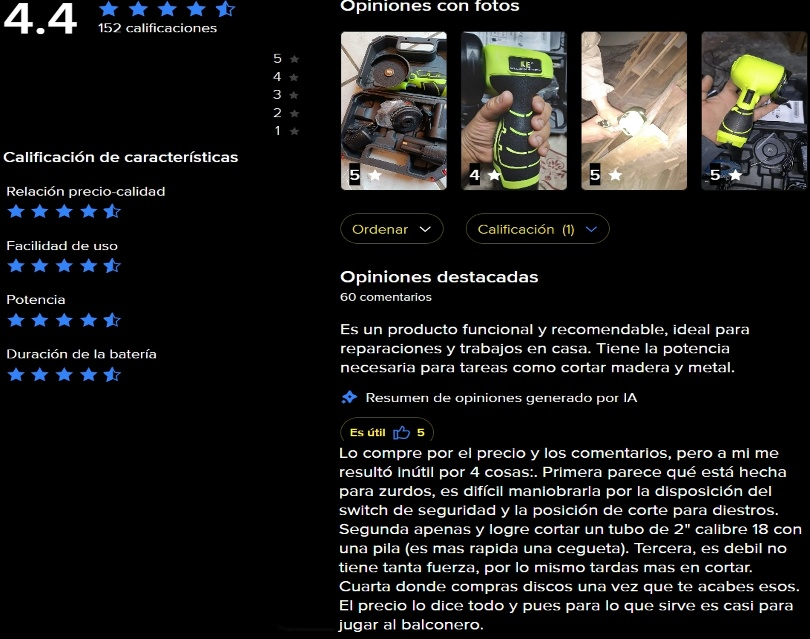 4.4
152 calificaciones
5
4
3
2
1
Calificación de características
Relación precio-calidad
Facilidad de uso
Potencia
Duración de la batería
Opiniones con fotos
5
4
5
5
Ordenar
Calificación (1)
Opiniones destacadas
60 comentarios
Es un producto funcional y recomendable, ideal para
reparaciones y trabajos en casa. Tiene la potencia
necesaria para tareas como cortar madera y metal.
Resumen de opiniones generado por IA
Es útil 5
Lo compre por el precio y los comentarios, pero a mi me
resultó inútil por 4 cosas:. Primera parece qué está hecha
para zurdos, es difícil maniobrarla por la disposición del
switch de seguridad y la posición de corte para diestros.
Segunda apenas y logre cortar un tubo de 2" calibre 18 con
una pila (es mas rapida una cegueta). Tercera, es debil no
tiene tanta fuerza, por lo mismo tardas mas en cortar.
Cuarta donde compras discos una vez que te acabes esos.
El precio lo dice todo y pues para lo que sirve es casi para
jugar al balconero.